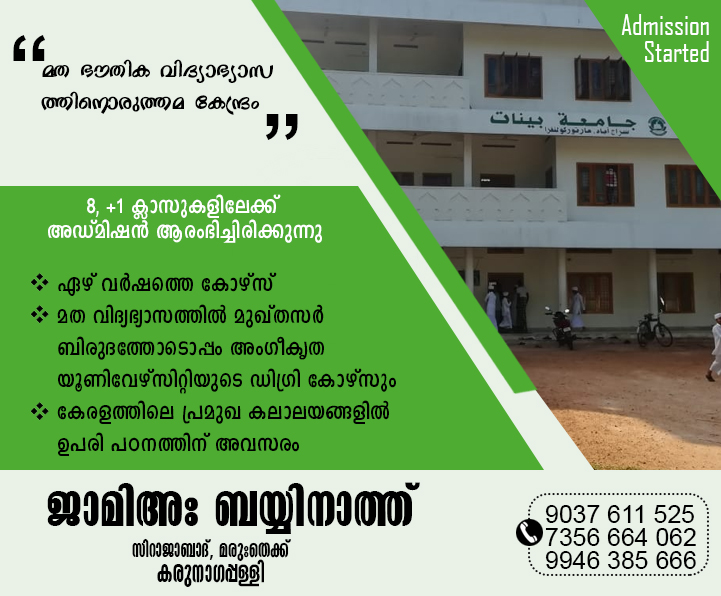 Admission
Started
“
മത ഭൗതിക വിദ്യാഭ്യാസ
ത്തിനൊരുത്തമ കേന്ദ്രം
”
جامعة بينات
8, +1 ക്ലാസുകളിലേക്ക്
അഡ്മിഷൻ ആരംഭിച്ചിരിക്കുന്നു
❖ ഏഴ് വർഷത്തെ കോഴ്സ്
❖ മത വിദ്യഭ്യാസത്തിൽ മുഖ്തസർ
ബിരുദത്തോടൊപ്പം അംഗീകൃത
യൂണിവേഴ്സിറ്റിയുടെ ഡിഗ്രി കോഴ്സും
❖ കേരളത്തിലെ പ്രമുഖ കലാലയങ്ങളിൽ
ഉപരി പഠനത്തിന് അവസരം
ജാമിഅഃ ബയ്യിനാത്ത്
സിറാജാബാദ്, മരുഃതെക്ക്
കരുനാഗപ്പള്ളി
9037 611 525
7356 664 062
9946 385 666